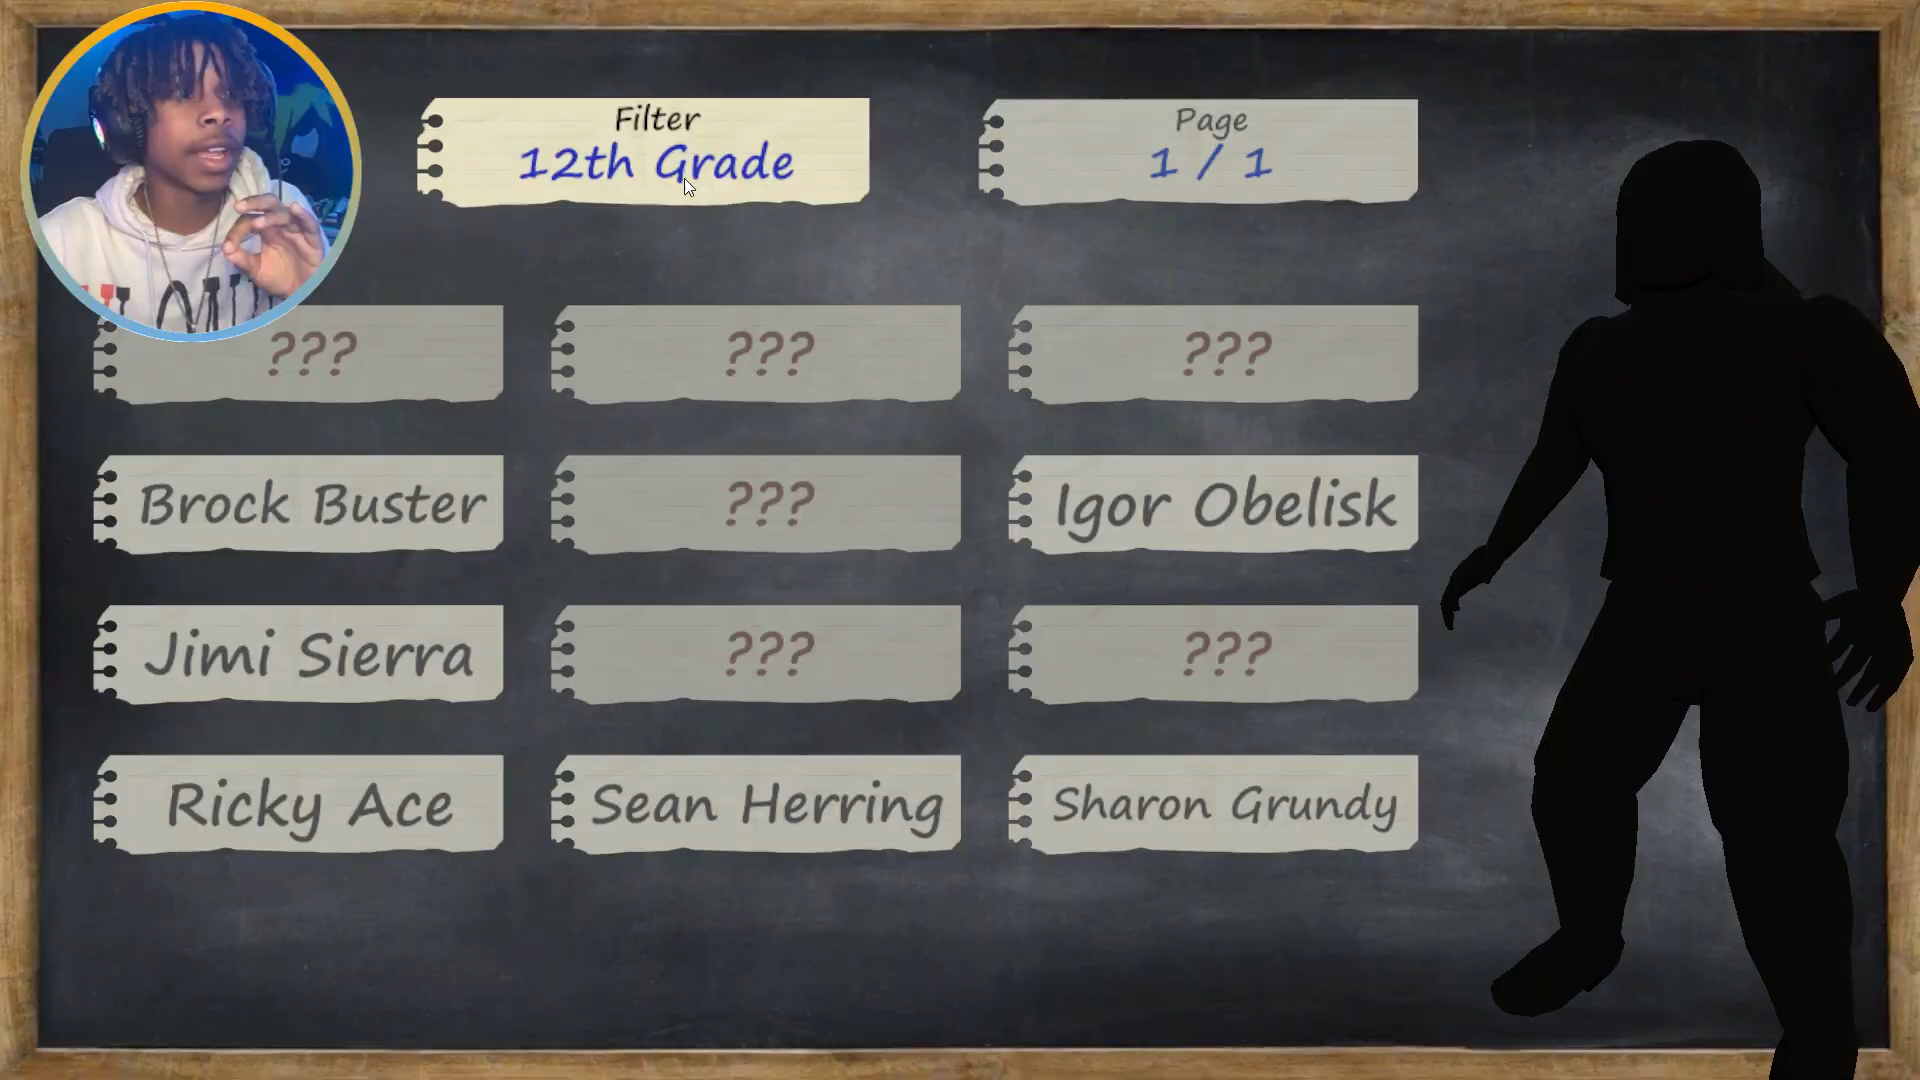 Filter
12th Grade
Page
1 / 1
??? ??? ???
Brock Buster ??? Igor Obelisk
Jimi Sierra ??? ???
Ricky Ace Sean Herring Sharon Grundy